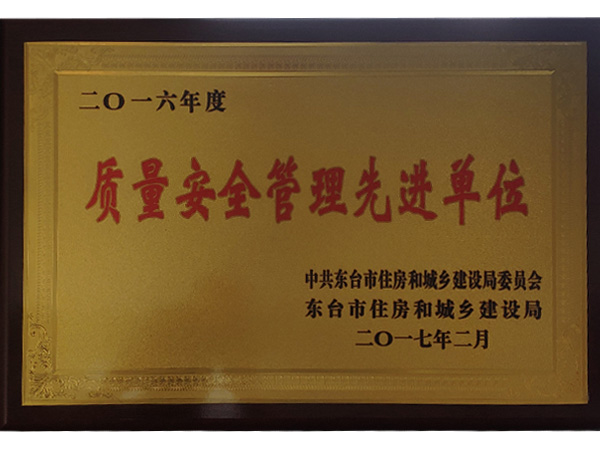 二〇一六年度
质量安全管理先进单位
中共东台市住房和城乡建设局委员会
东台市住房和城乡建设局
二〇一七年二月